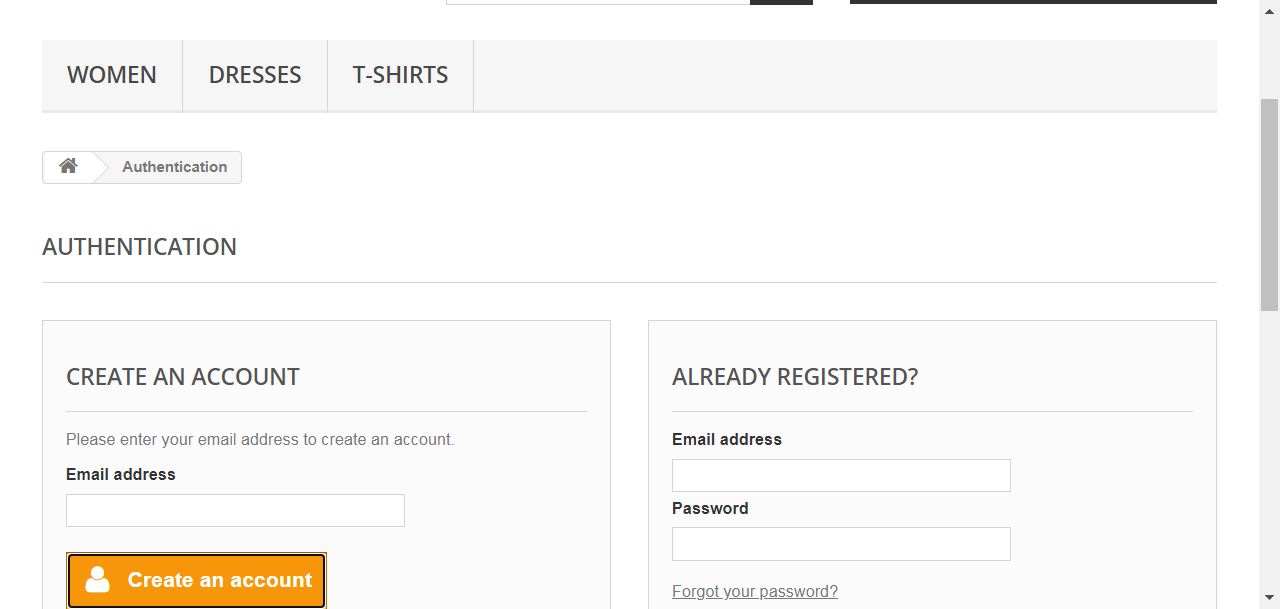 WOMEN
DRESSES
T-SHIRTS
Authentication
AUTHENTICATION
CREATE AN ACCOUNT
Please enter your email address to create an account.
Email address
Create an account
ALREADY REGISTERED?
Email address
Password
Forgot your password?